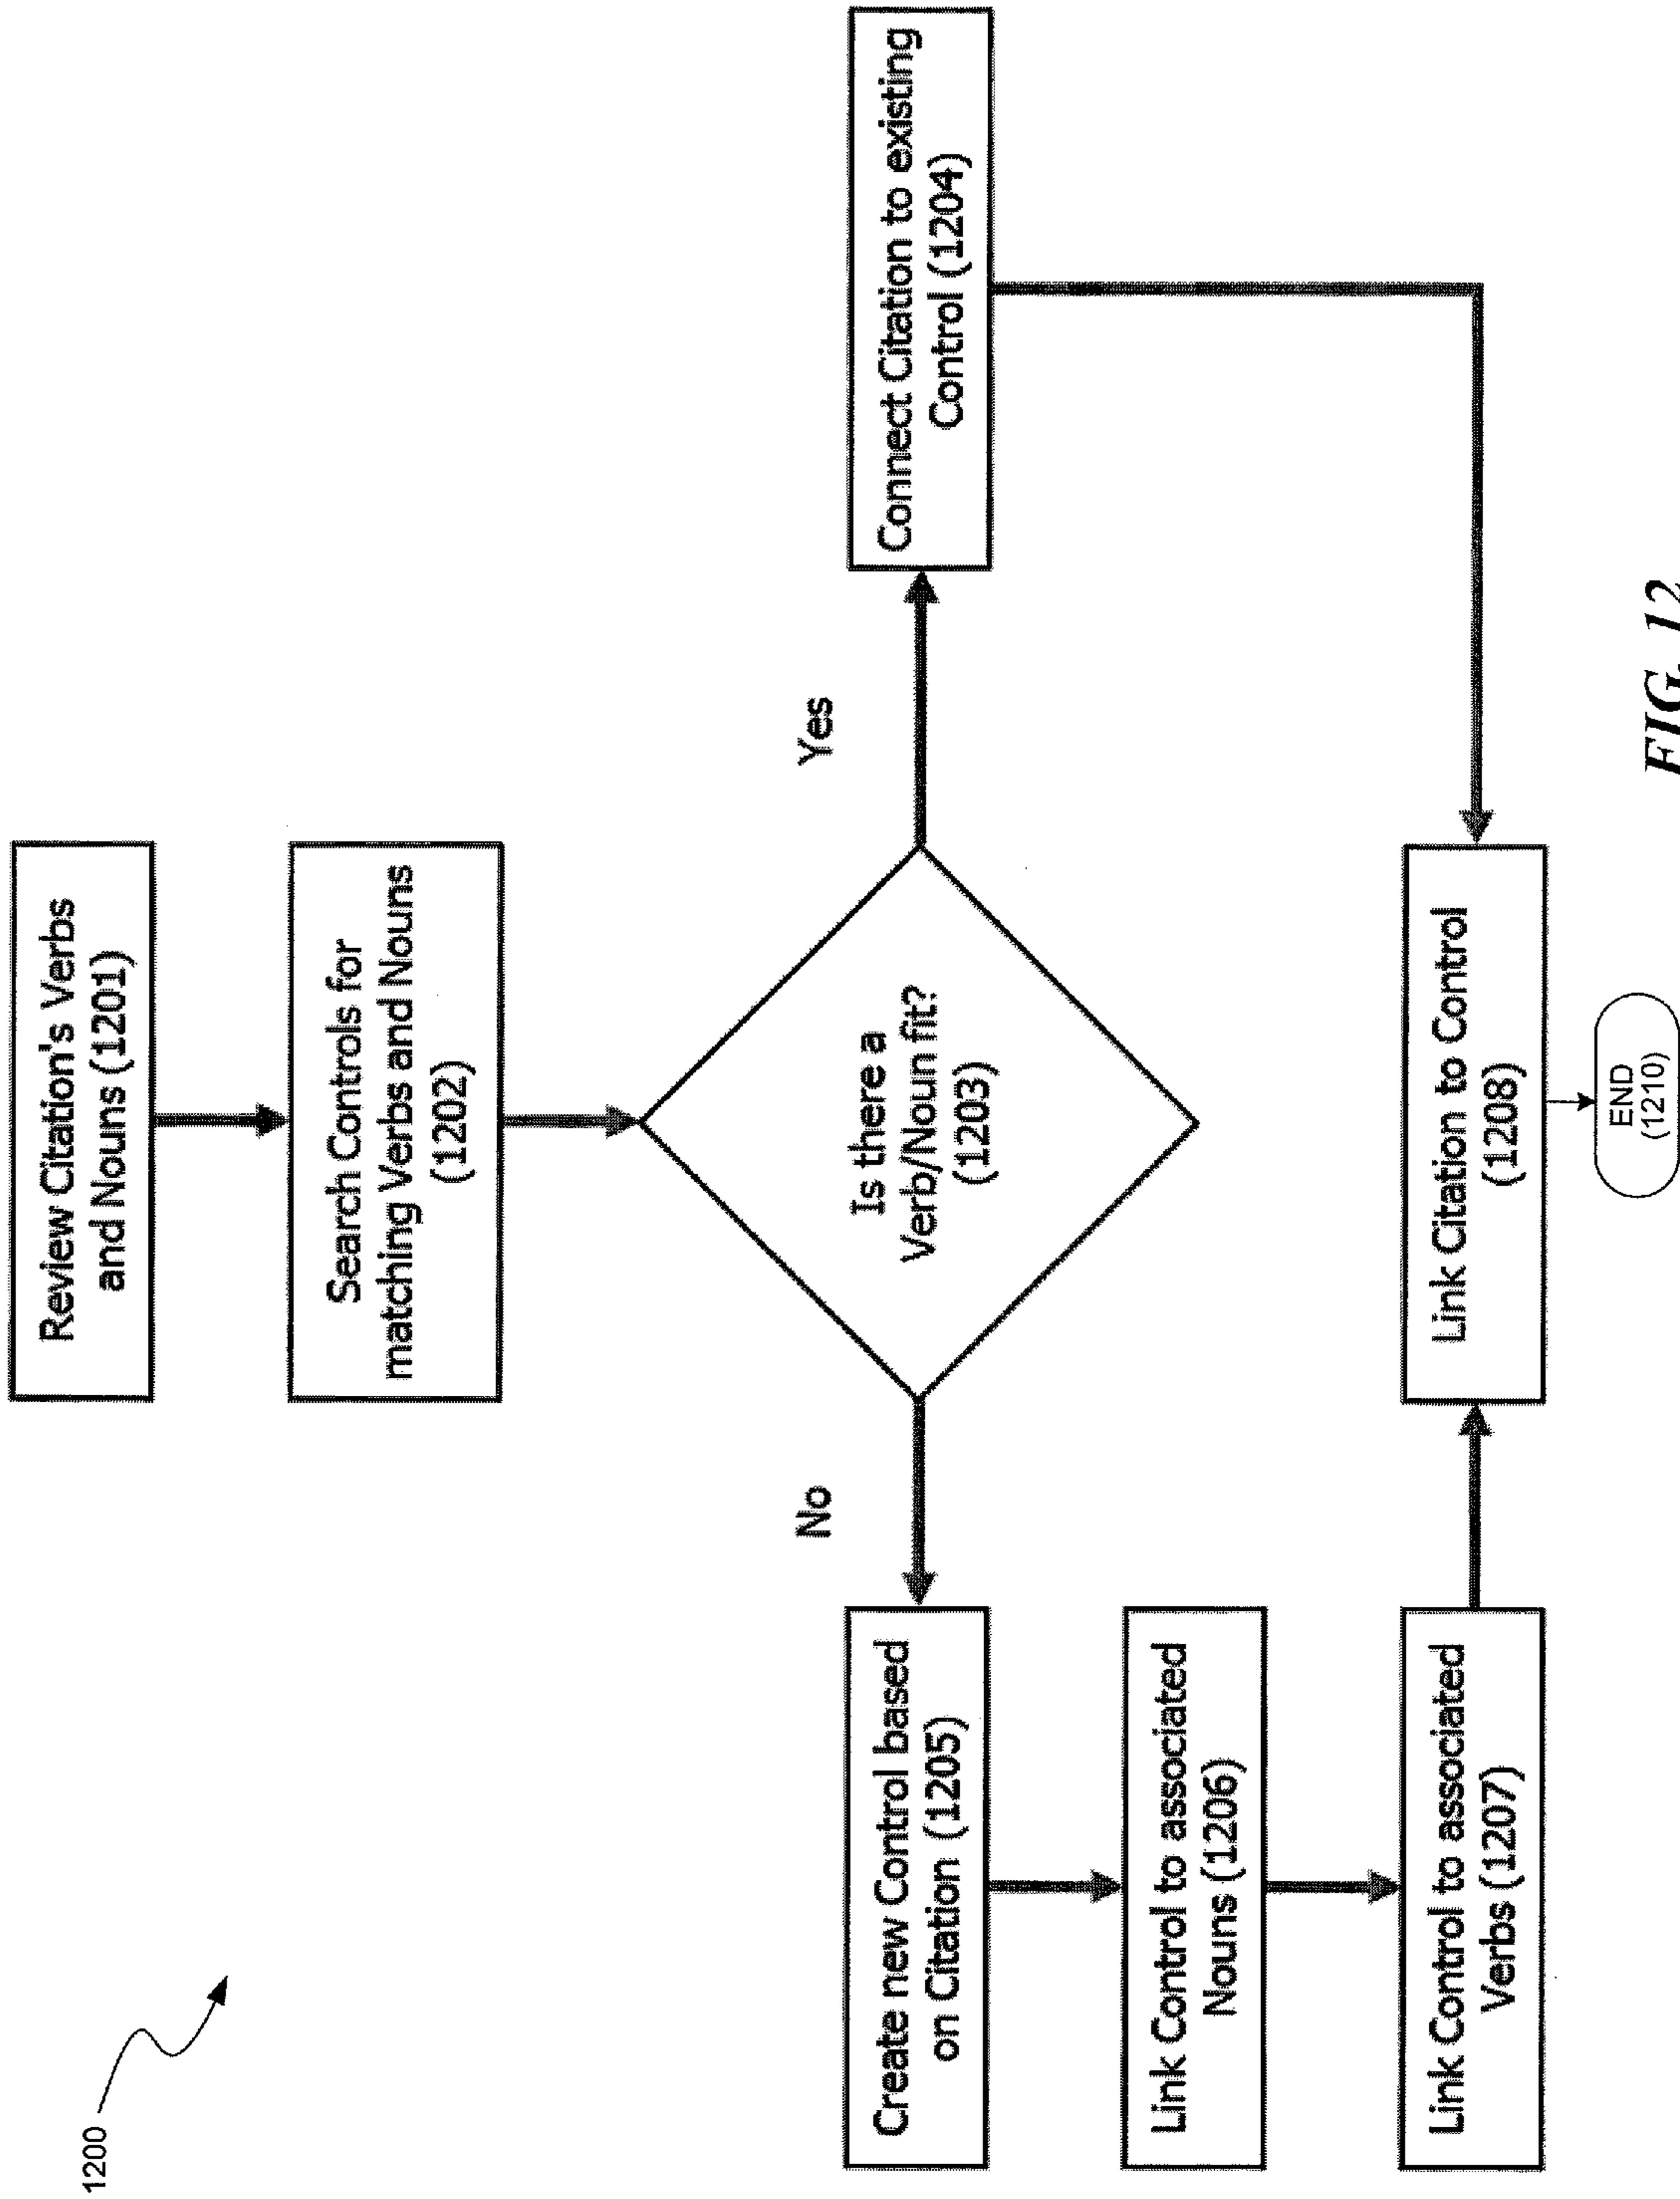 1200
Review Citation's Verbs
and Nouns (1201)
Search Controls for
matching Verbs and Nouns
(1202)
Is there a
Verb/Noun fit?
(1203)
No
Yes
Create new Control based
on Citation (1205)
Connect Citation to existing
Control (1204)
Link Control to associated
Nouns (1206)
Link Control to associated
Verbs (1207)
Link Citation to Control
(1208)
END
(1210)
FIG. 12